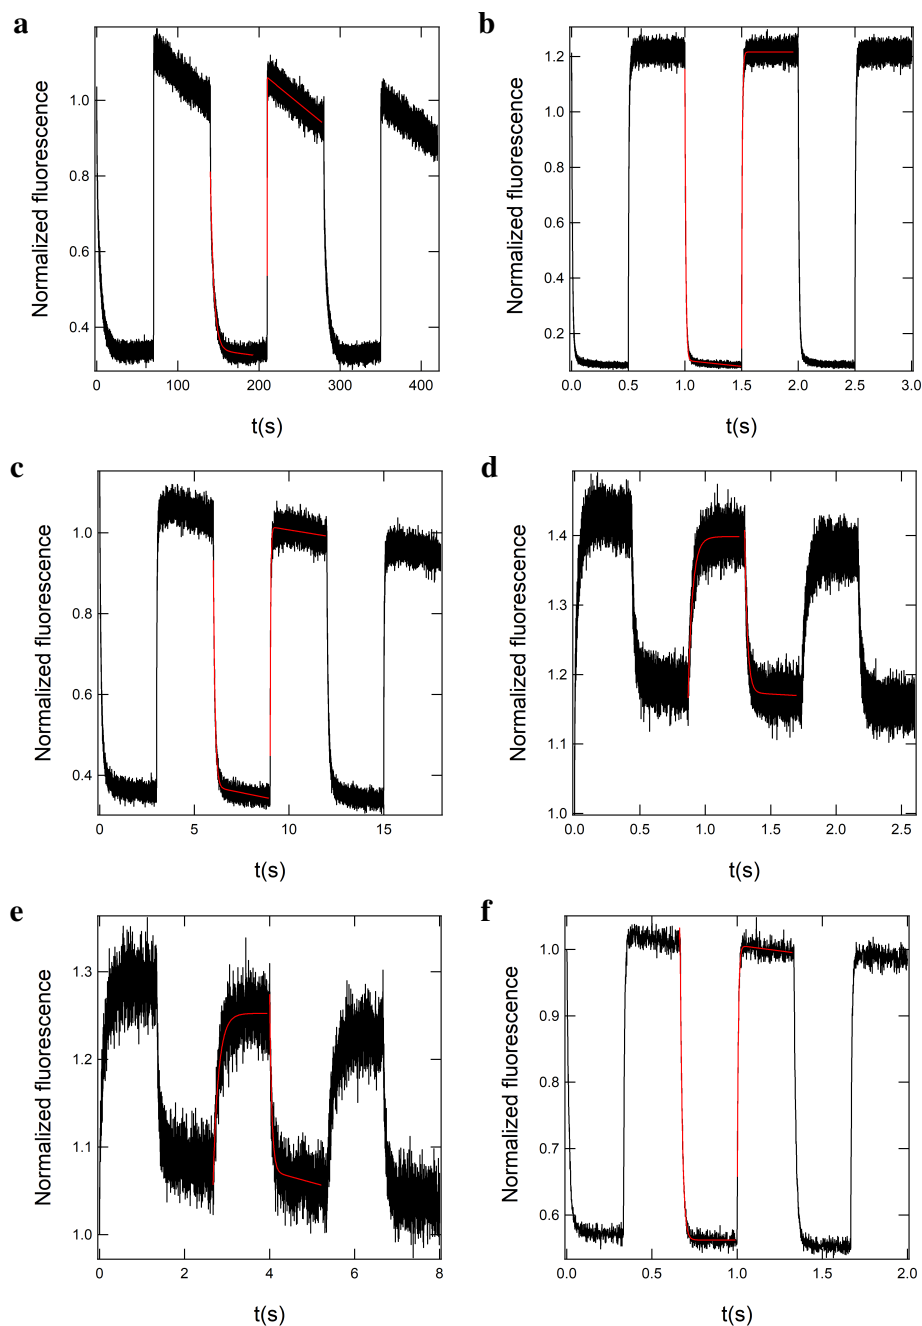 a
Normalized fluorescence
1.0
0.8
0.6
0.4
0 100 200 300 400
t(s)
b
Normalized fluorescence
1.2
1.0
0.8
0.6
0.4
0.2
0.0 0.5 1.0 1.5 2.0 2.5 3.0
t(s)
c
Normalized fluorescence
1.0
0.8
0.6
0.4
0 5 10 15
t(s)
d
Normalized fluorescence
1.4
1.3
1.2
1.1
1.0
0.0 0.5 1.0 1.5 2.0 2.5
t(s)
e
Normalized fluorescence
1.3
1.2
1.1
1.0
0 2 4 6 8
t(s)
f
Normalized fluorescence
1.0
0.9
0.8
0.7
0.6
0.0 0.5 1.0 1.5 2.0
t(s)